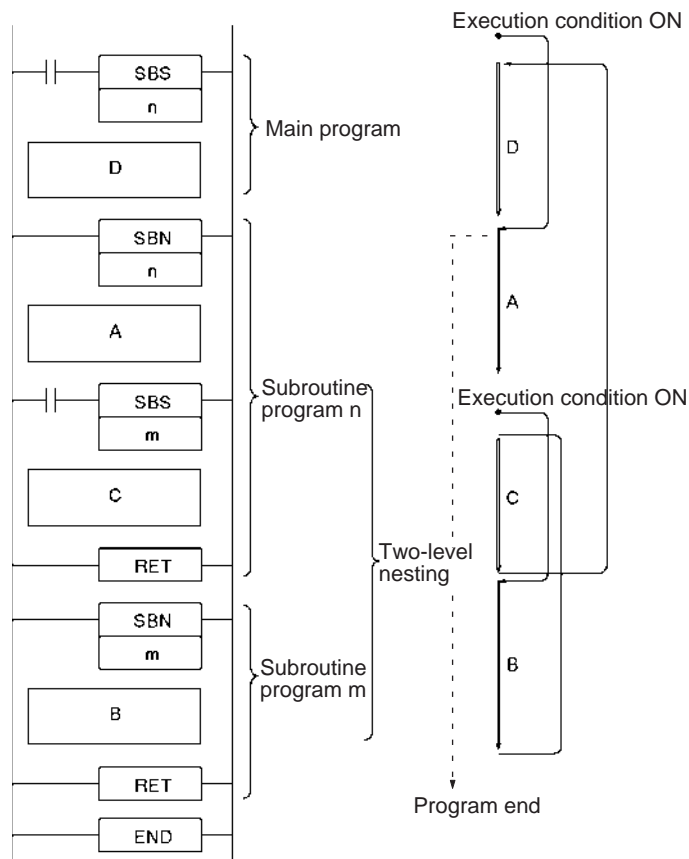 SBS
n
D
Main program
SBN
n
A
SBS
m
C
RET
Subroutine
program n
SBN
m
B
RET
Subroutine
program m
END
Two-level
nesting
Execution condition ON
D
A
Execution condition ON
C
B
Program end